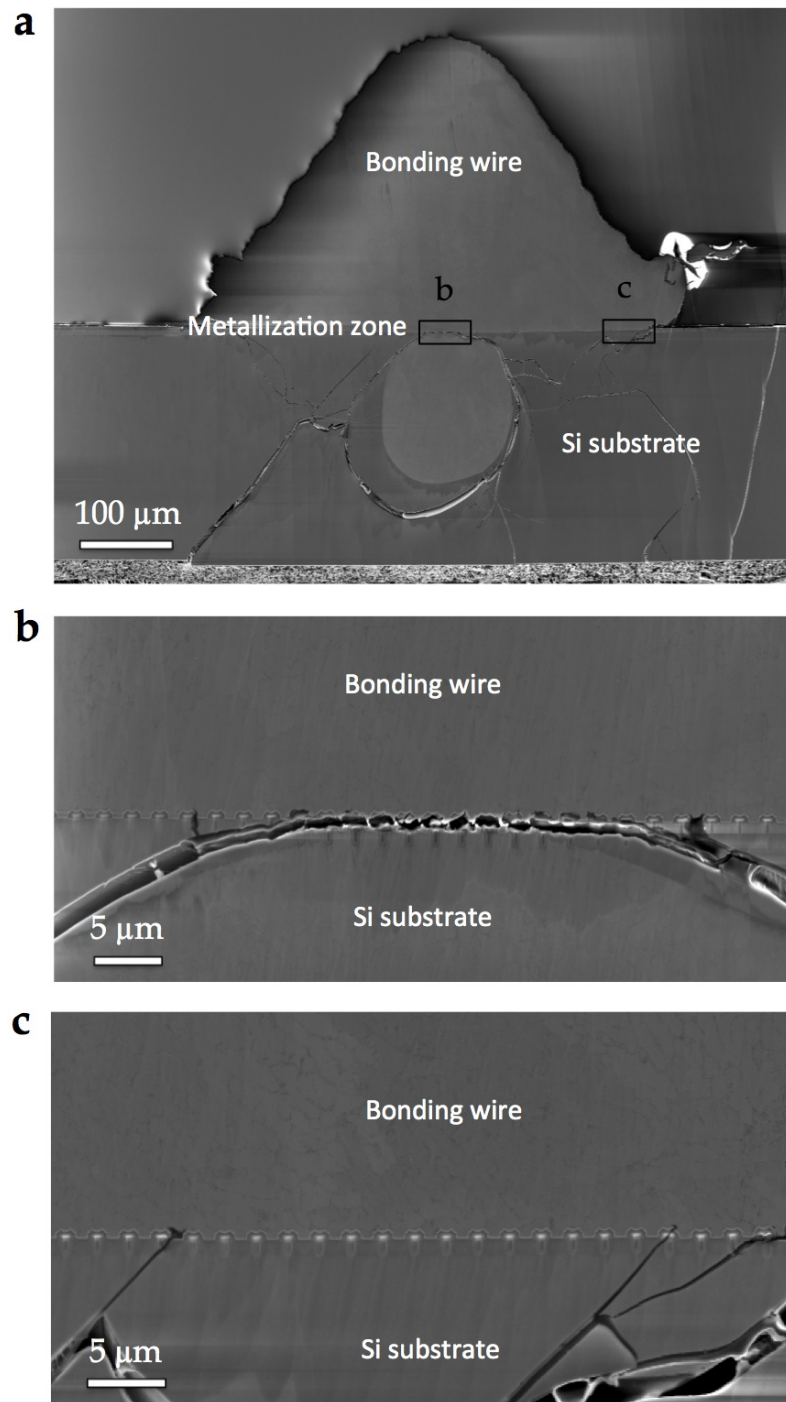 a
Bonding wire
b
c
Metallization zone
Si substrate
100 µm
b
Bonding wire
Si substrate
5 µm
c
Bonding wire
Si substrate
5 µm